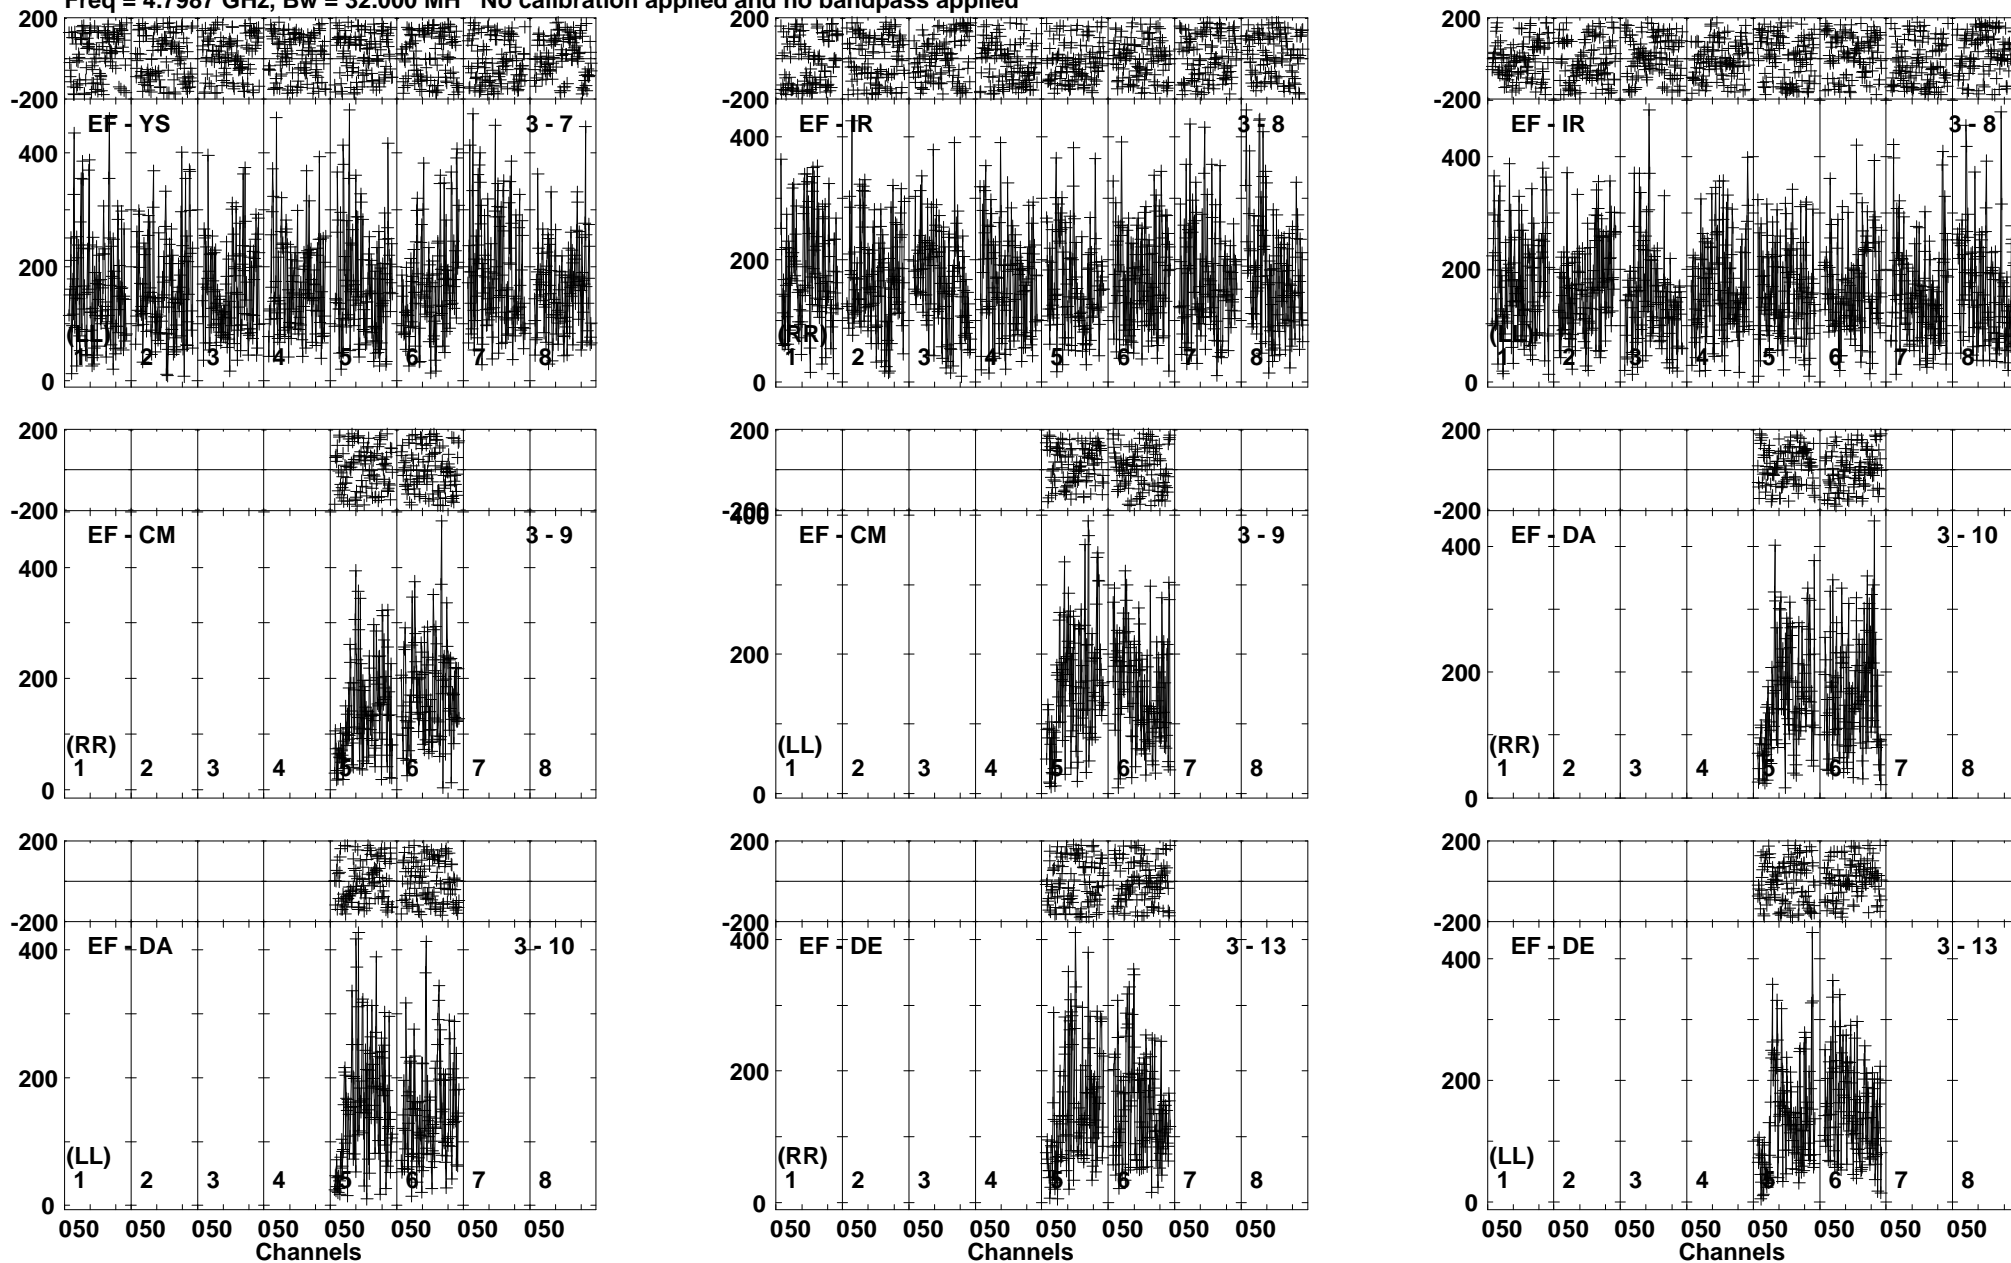 Freq = 4.7987 GHz, Bw = 32.000 MH No calibration applied and no bandpass applied
200
-200
EF - YS 3 - 7
400
200
0
(LL)
1 2 3 4 5 6 7 8
200
-200
EF - IR 3 - 8
400
200
0
(RR)
1 2 3 4 5 6 7 8
200
-200
EF - IR 3 - 8
400
200
0
(LL)
1 2 3 4 5 6 7 8
200
-200
EF - CM 3 - 9
400
200
0
(RR)
1 2 3 4 5 6 7 8
200
-200
400
EF - CM 3 - 9
200
0
(LL)
1 2 3 4 5 6 7 8
200
-200
EF - DA 3 - 10
400
200
0
(RR)
1 2 3 4 5 6 7 8
200
-200
EF - DA 3 - 10
400
200
0
(LL)
1 2 3 4 5 6 7 8
050 050 050 050 050 050 050 050
Channels
200
-200
EF - DE 3 - 13
400
200
0
(RR)
1 2 3 4 5 6 7 8
050 050 050 050 050 050 050 050
Channels
200
-200
EF - DE 3 - 13
400
200
0
(LL)
1 2 3 4 5 6 7 8
050 050 050 050 050 050 050 050
Channels